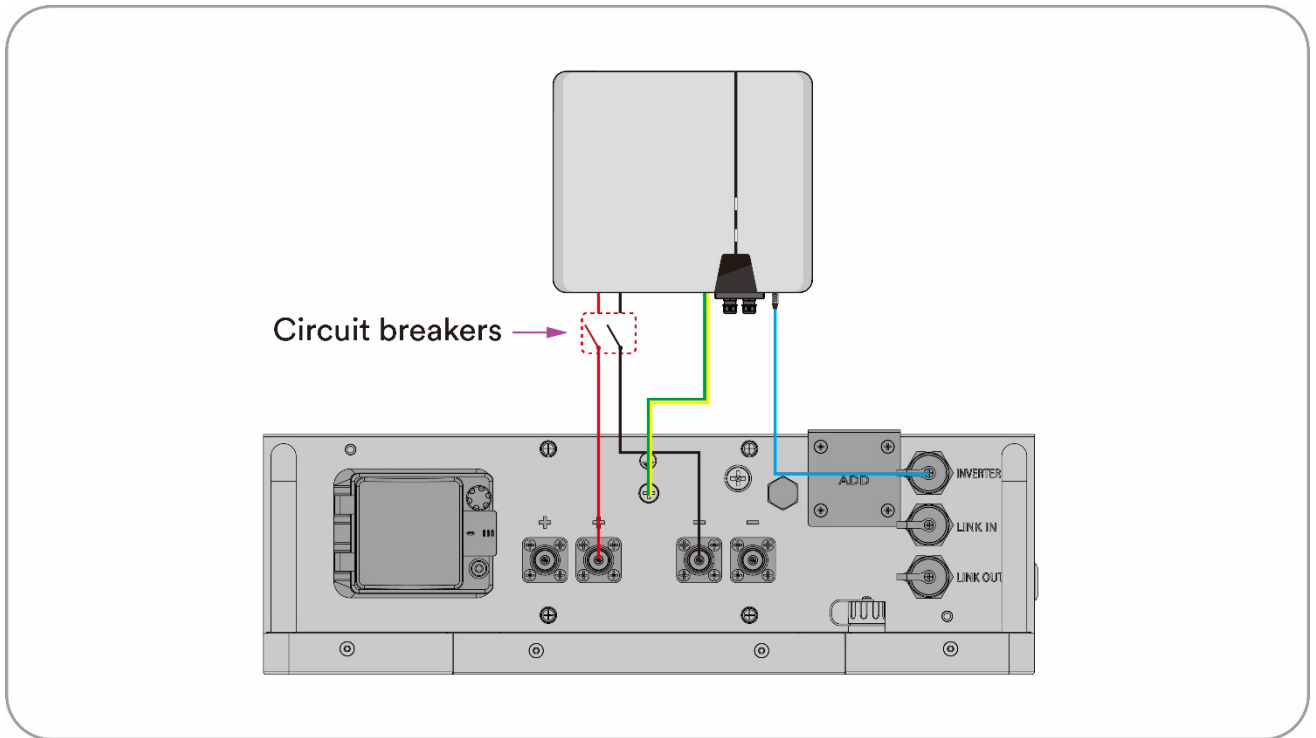 Circuit breakers
ADD
INVERTER
LINK IN
+ + - -
LINK OUT